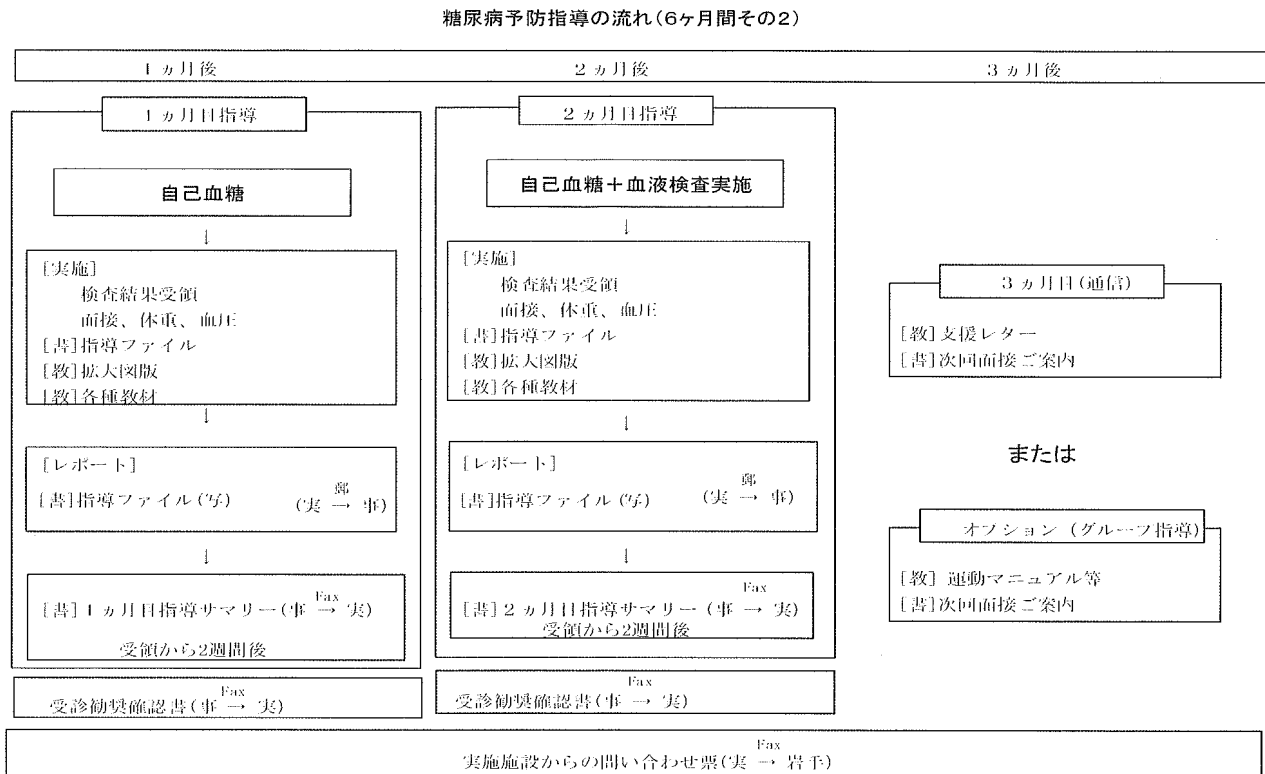 糖尿病予防指導の流れ(6ヶ月間その2)
1ヵ月後
2ヵ月後
3ヵ月後
1ヵ月目指導
自己血糖
↓
[実施]
検査結果受領
面接、体重、血圧
[書]指導ファイル
[教]拡大図版
[教]各種教材
↓
[レポート]
郵
[書]指導ファイル(写) (実 → 事)
↓
Fax
[書]1ヵ月目指導サマリー(事 → 実)
受領から2週間後
Fax
受診勧奨確認書(事 → 実)
2ヵ月目指導
自己血糖+血液検査実施
↓
[実施]
検査結果受領
面接、体重、血圧
[書]指導ファイル
[教]拡大図版
[教]各種教材
↓
[レポート]
郵
[書]指導ファイル(写) (実 → 事)
↓
Fax
[書]2ヵ月目指導サマリー(事 → 実)
受領から2週間後
Fax
受診勧奨確認書(事 → 実)
3ヵ月目(通信)
[教]支援レター
[書]次回面接ご案内
または
オプション(グループ指導)
[教] 運動マニュアル等
[書]次回面接ご案内
Fax
実施施設からの問い合わせ票(実 → 岩手)